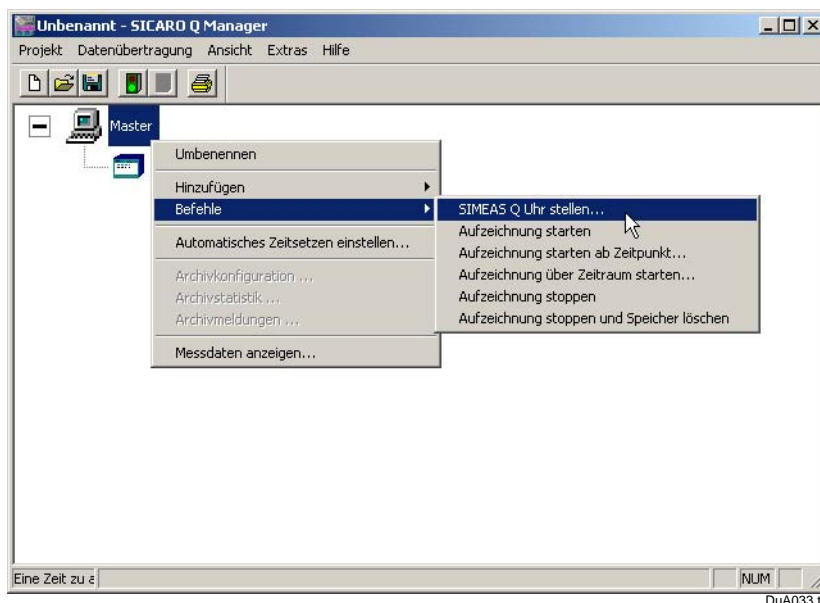 Unbenannt - SICARO Q Manager
Projekt Datenübertragung Ansicht Extras Hilfe
Master
Umbenennen
Hinzufügen
Befehle
Automatisches Zeitsetzen einstellen...
Archivkonfiguration ...
Archivstatistik ...
Archivmeldungen ...
Messdaten anzeigen...
SIMEAS Q Uhr stellen...
Aufzeichnung starten
Aufzeichnung starten ab Zeitpunkt...
Aufzeichnung über Zeitraum starten...
Aufzeichnung stoppen
Aufzeichnung stoppen und Speicher löschen
Eine Zeit zu a
NUM
DuA033.t